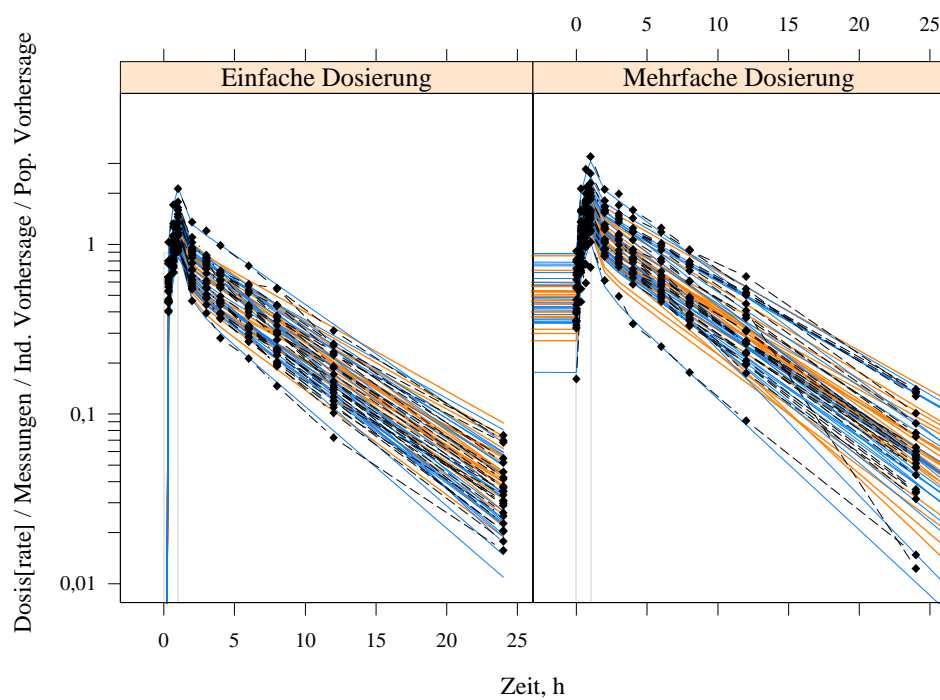 0 5 10 15 20 25
Einfache Dosierung
Mehrfache Dosierung
Dosis[rate] / Messungen / Ind. Vorhersage / Pop. Vorhersage
1
0,1
0,01
0 5 10 15 20 25
Zeit, h